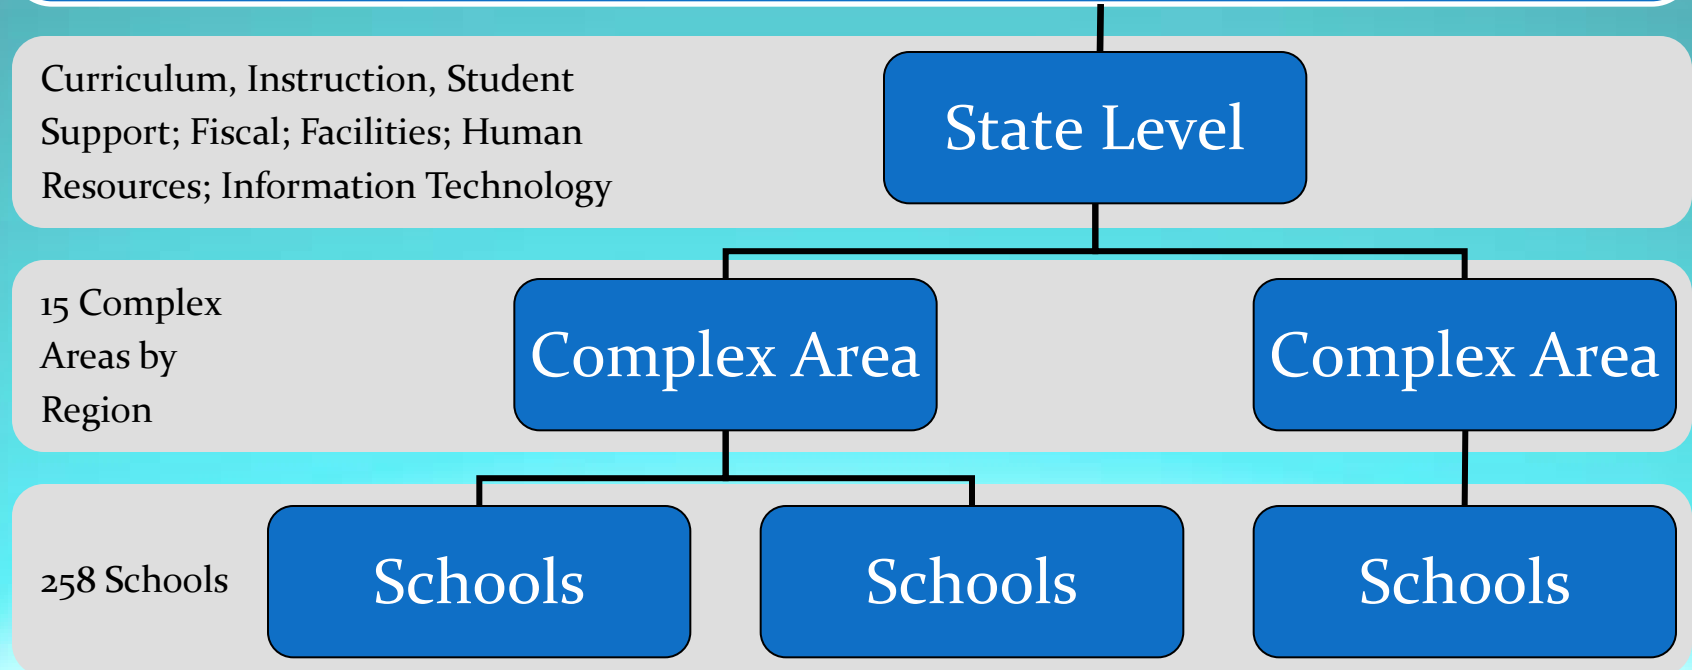 Curriculum, Instruction, Student
Support; Fiscal; Facilities; Human
Resources; Information Technology
State Level
15 Complex
Areas by
Region
Complex Area
Complex Area
258 Schools
Schools
Schools
Schools